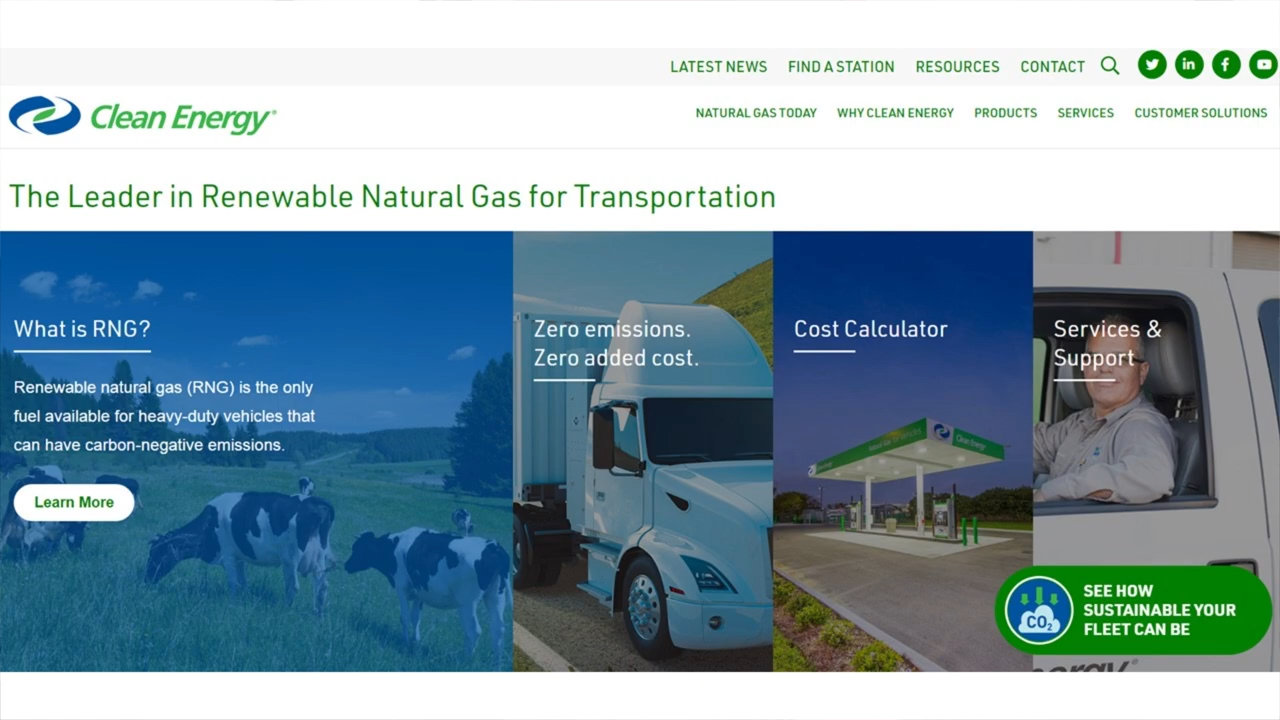 LATEST NEWS FIND A STATION RESOURCES CONTACT
Clean Energy®
NATURAL GAS TODAY WHY CLEAN ENERGY PRODUCTS SERVICES CUSTOMER SOLUTIONS
The Leader in Renewable Natural Gas for Transportation
What is RNG?
Renewable natural gas (RNG) is the only
fuel available for heavy-duty vehicles that
can have carbon-negative emissions.
Learn More
Zero emissions.
Zero added cost.
Cost Calculator
Clean Energy
Services &
Support
CO₂
SEE HOW
SUSTAINABLE YOUR
FLEET CAN BE